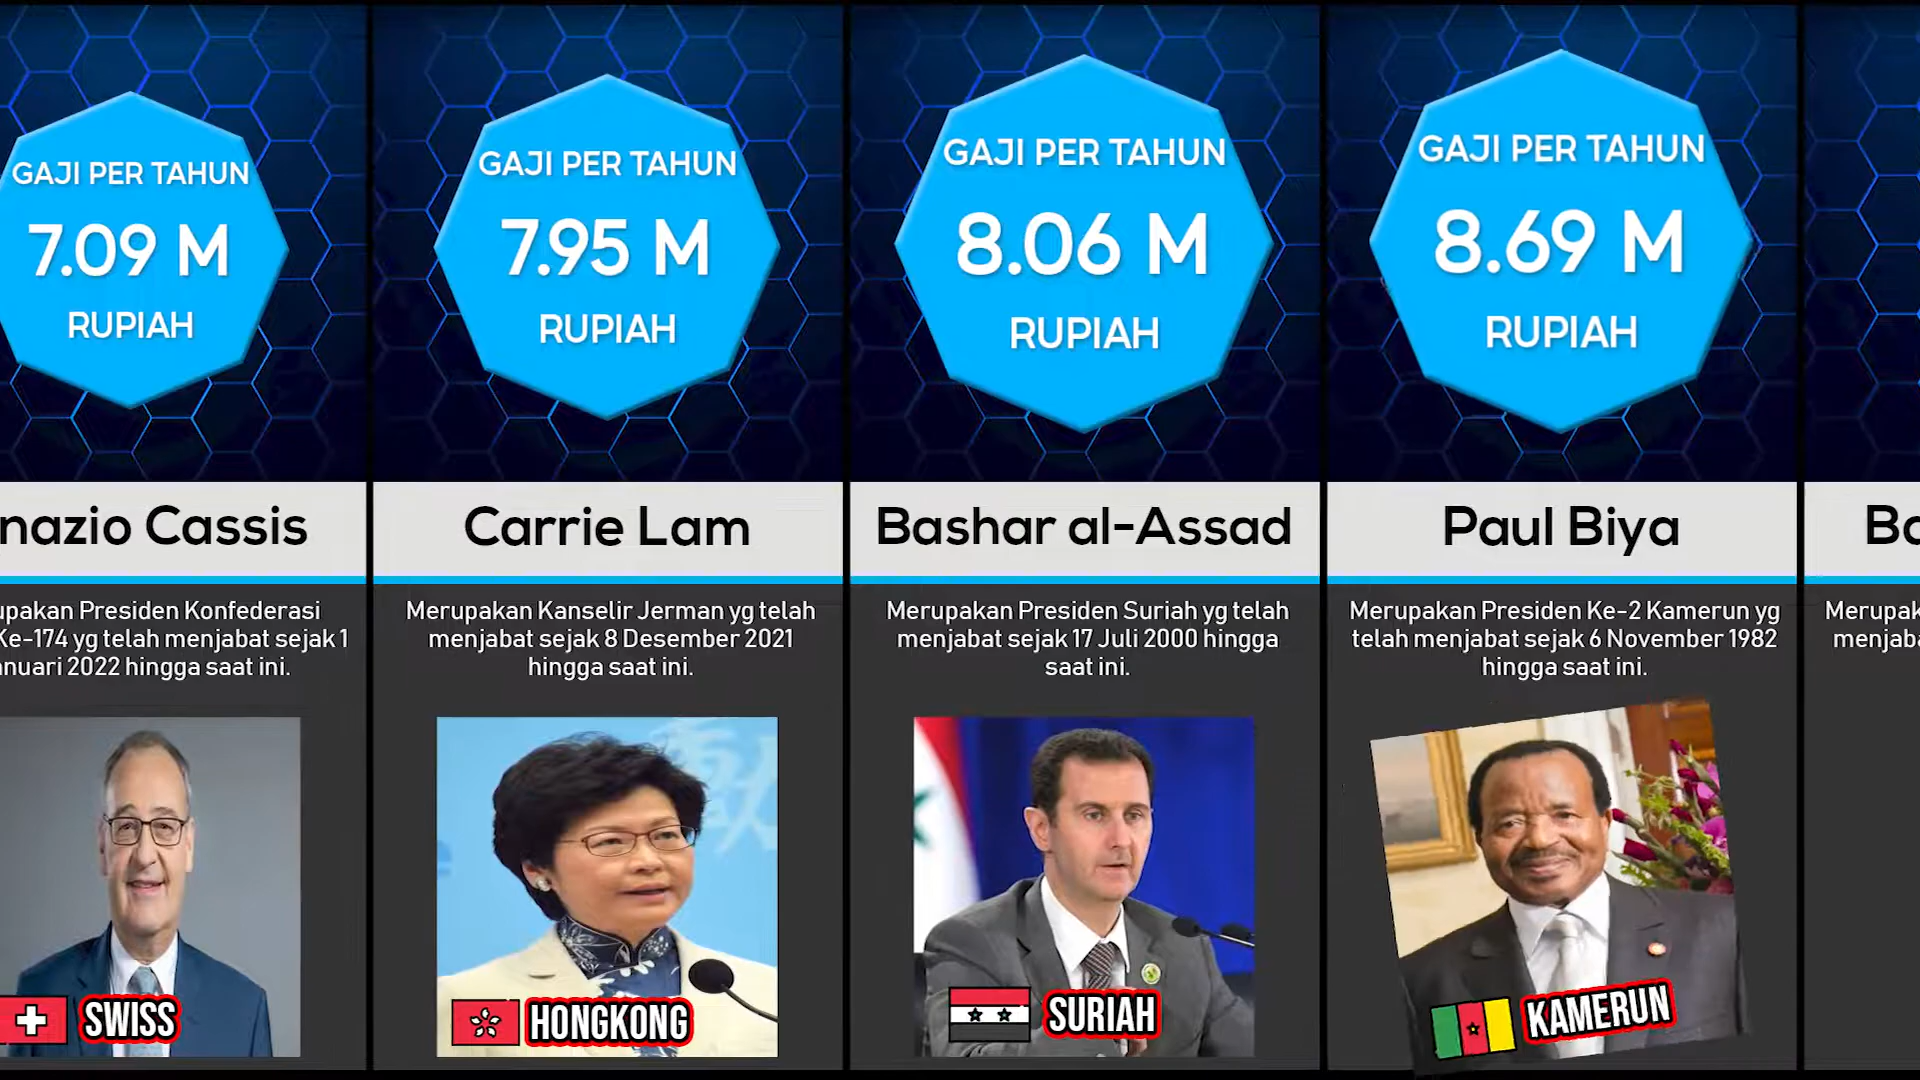 GAJI PER TAHUN
7.09 M
RUPIAH
nazio Cassis
upakan Presiden Konfederasi
Ke-174 yg telah menjabat sejak 1
anuari 2022 hingga saat ini.
SWISS
GAJI PER TAHUN
7.95 M
RUPIAH
Carrie Lam
Merupakan Kanselir Jerman yg telah
menjabat sejak 8 Desember 2021
hingga saat ini.
HONGKONG
GAJI PER TAHUN
8.06 M
RUPIAH
Bashar al-Assad
Merupakan Presiden Suriah yg telah
menjabat sejak 17 Juli 2000 hingga
saat ini.
SURIAH
GAJI PER TAHUN
8.69 M
RUPIAH
Paul Biya
Merupakan Presiden Ke-2 Kamerun yg
telah menjabat sejak 6 November 1982
hingga saat ini.
KAMERUN
Merupak
menjaba